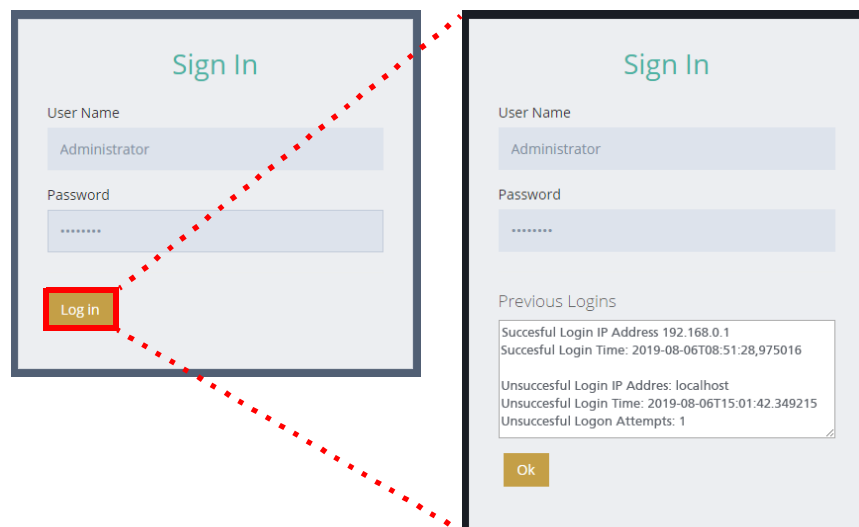 Sign In
User Name
Administrator
Password
••••••••
Log in
Sign In
User Name
Administrator
Password
••••••••
Previous Logins
Succesful Login IP Address 192.168.0.1
Succesful Login Time: 2019-08-06T08:51:28,975016
Unsuccesful Login IP Addres: localhost
Unsuccesful Login Time: 2019-08-06T15:01:42.349215
Unsuccesful Logon Attempts: 1
Ok